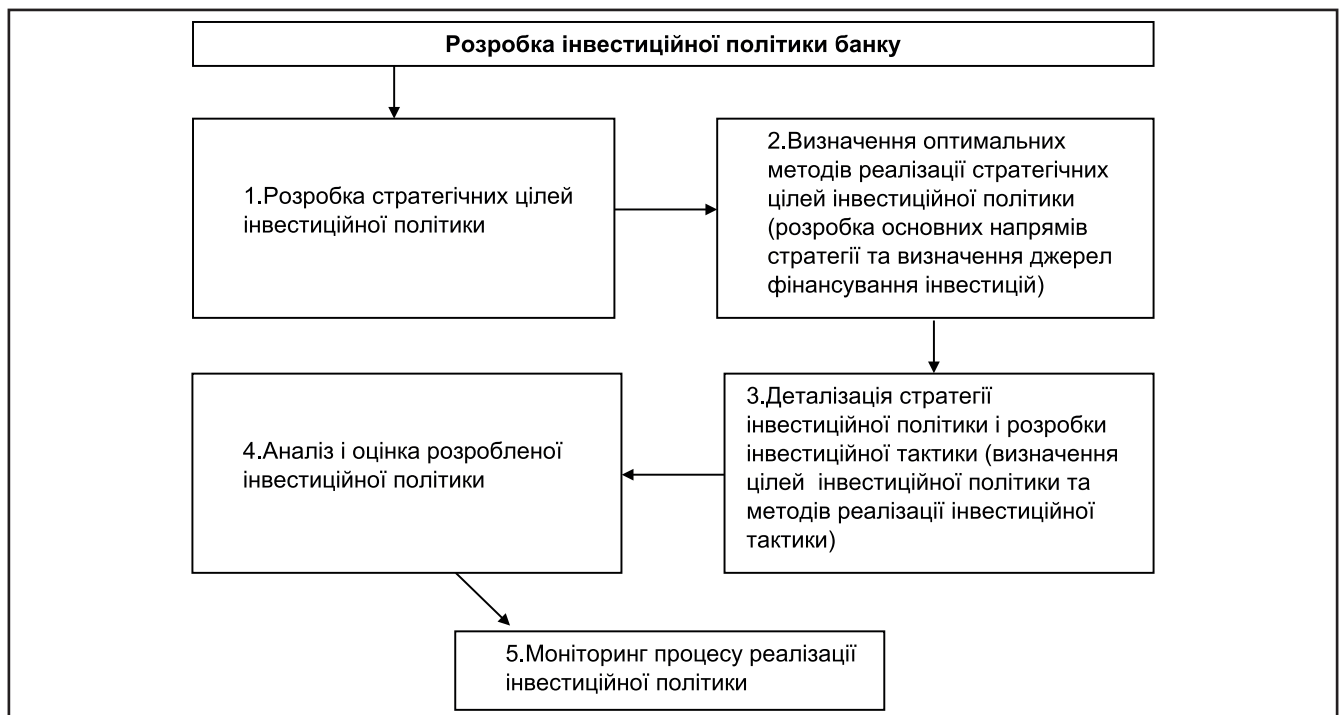 Розробка інвестиційної політики банку
1.Розробка стратегічних цілей
інвестиційної політики
2.Визначення оптимальних
методів реалізації стратегічних
цілей інвестиційної політики
(розробка основних напрямів
стратегії та визначення джерел
фінансування інвестицій)
3.Деталізація стратегії
інвестиційної політики і розробки
інвестиційної тактики (визначення
цілей інвестиційної політики та
методів реалізації інвестиційної
тактики)
4.Аналіз і оцінка розробленої
інвестиційної політики
5.Моніторинг процесу реалізації
інвестиційної політики